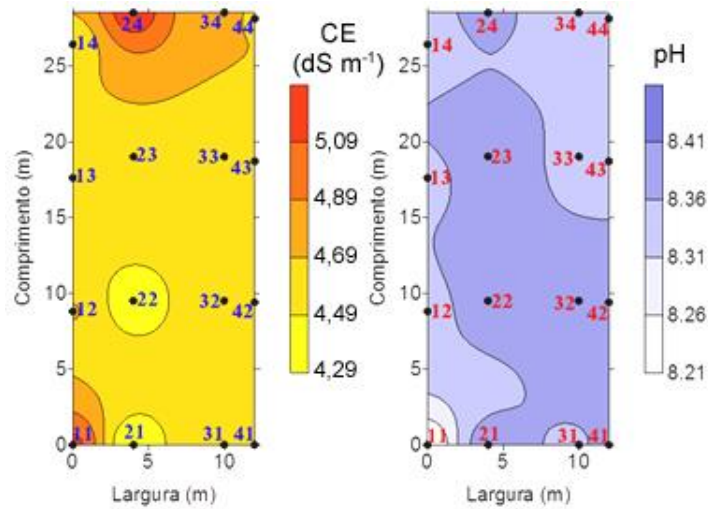 CE
(dS m-1)
5,09
4,89
4,69
4,49
4,29
Comprimento (m)
25
20
15
10
5
0
14 24 34 44
13 23 33 43
12 22 32 42
11 21 31 41
0 5 10
Largura (m)
pH
8.41
8.36
8.31
8.26
8.21
Comprimento (m)
25
20
15
10
5
0
14 24 34 44
13 23 33 43
12 22 32 42
11 21 31 41
0 5 10
Largura (m)